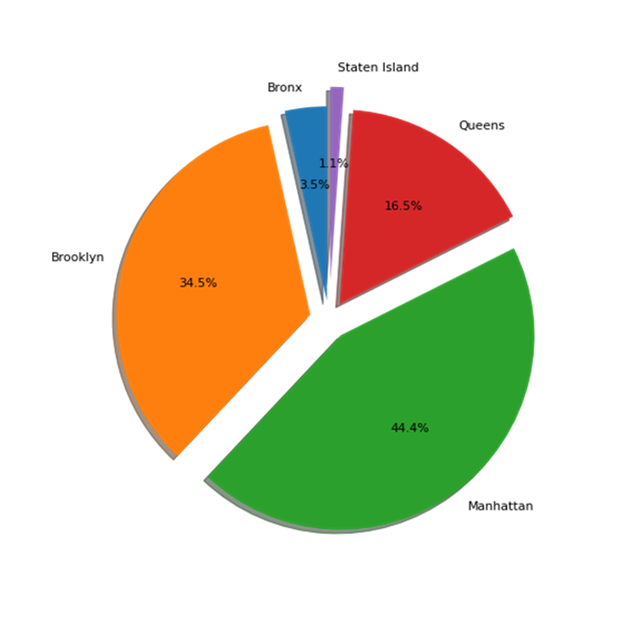 Staten Island
Bronx
Queens
1.1%
3.5%
16.5%
Brooklyn
34.5%
44.4%
Manhattan